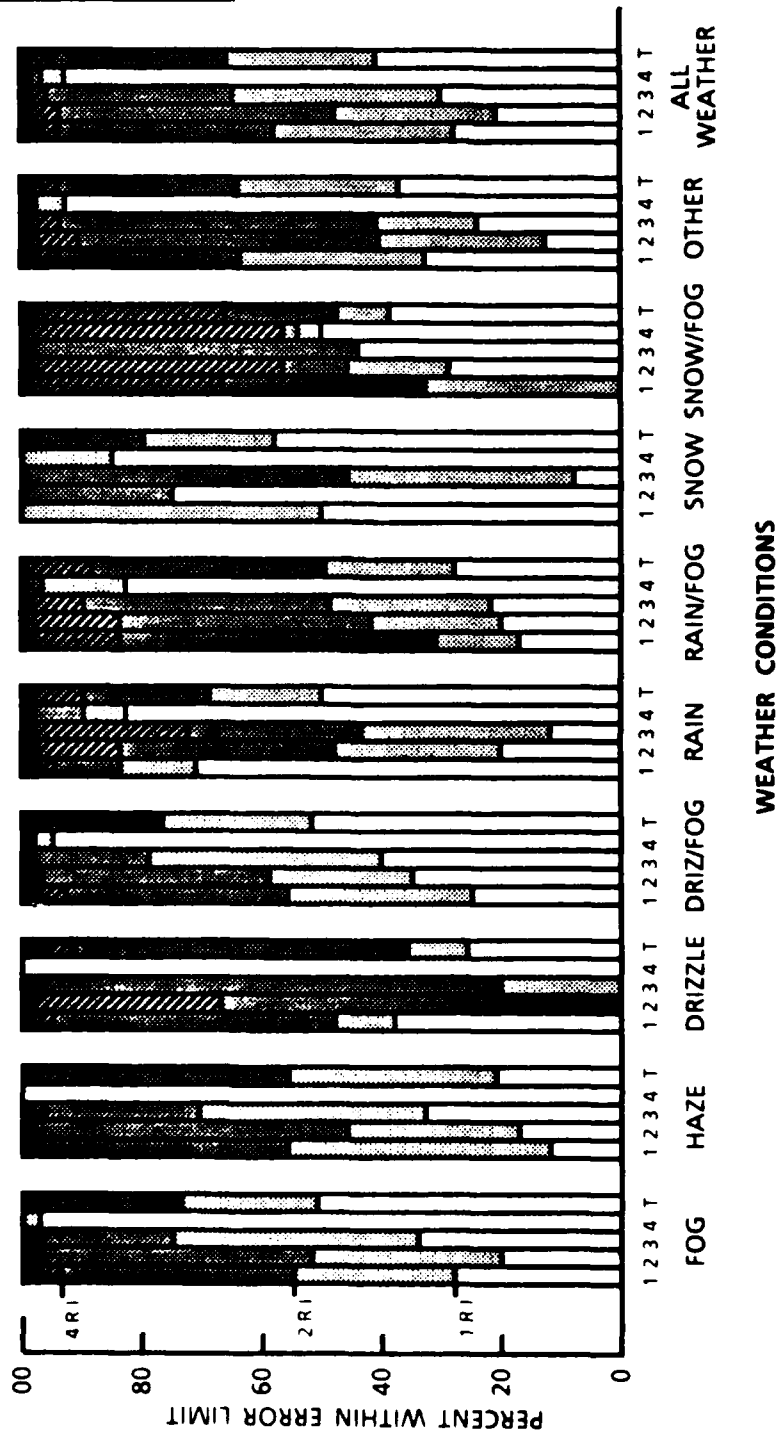 PERCENT WITHIN ERROR LIMIT
00
80
60
40
20
0
4 R I
2 R I
1 R I
1 2 3 4 T
1 2 3 4 T
1 2 3 4 T
1 2 3 4 T
1 2 3 4 T
1 2 3 4 T
1 2 3 4 T
1 2 3 4 T
1 2 3 4 T
1 2 3 4 T
FOG
HAZE
DRIZZLE
DRIZ/FOG
RAIN
RAIN/FOG
SNOW
SNOW/FOG
OTHER
ALL
WEATHER
WEATHER CONDITIONS